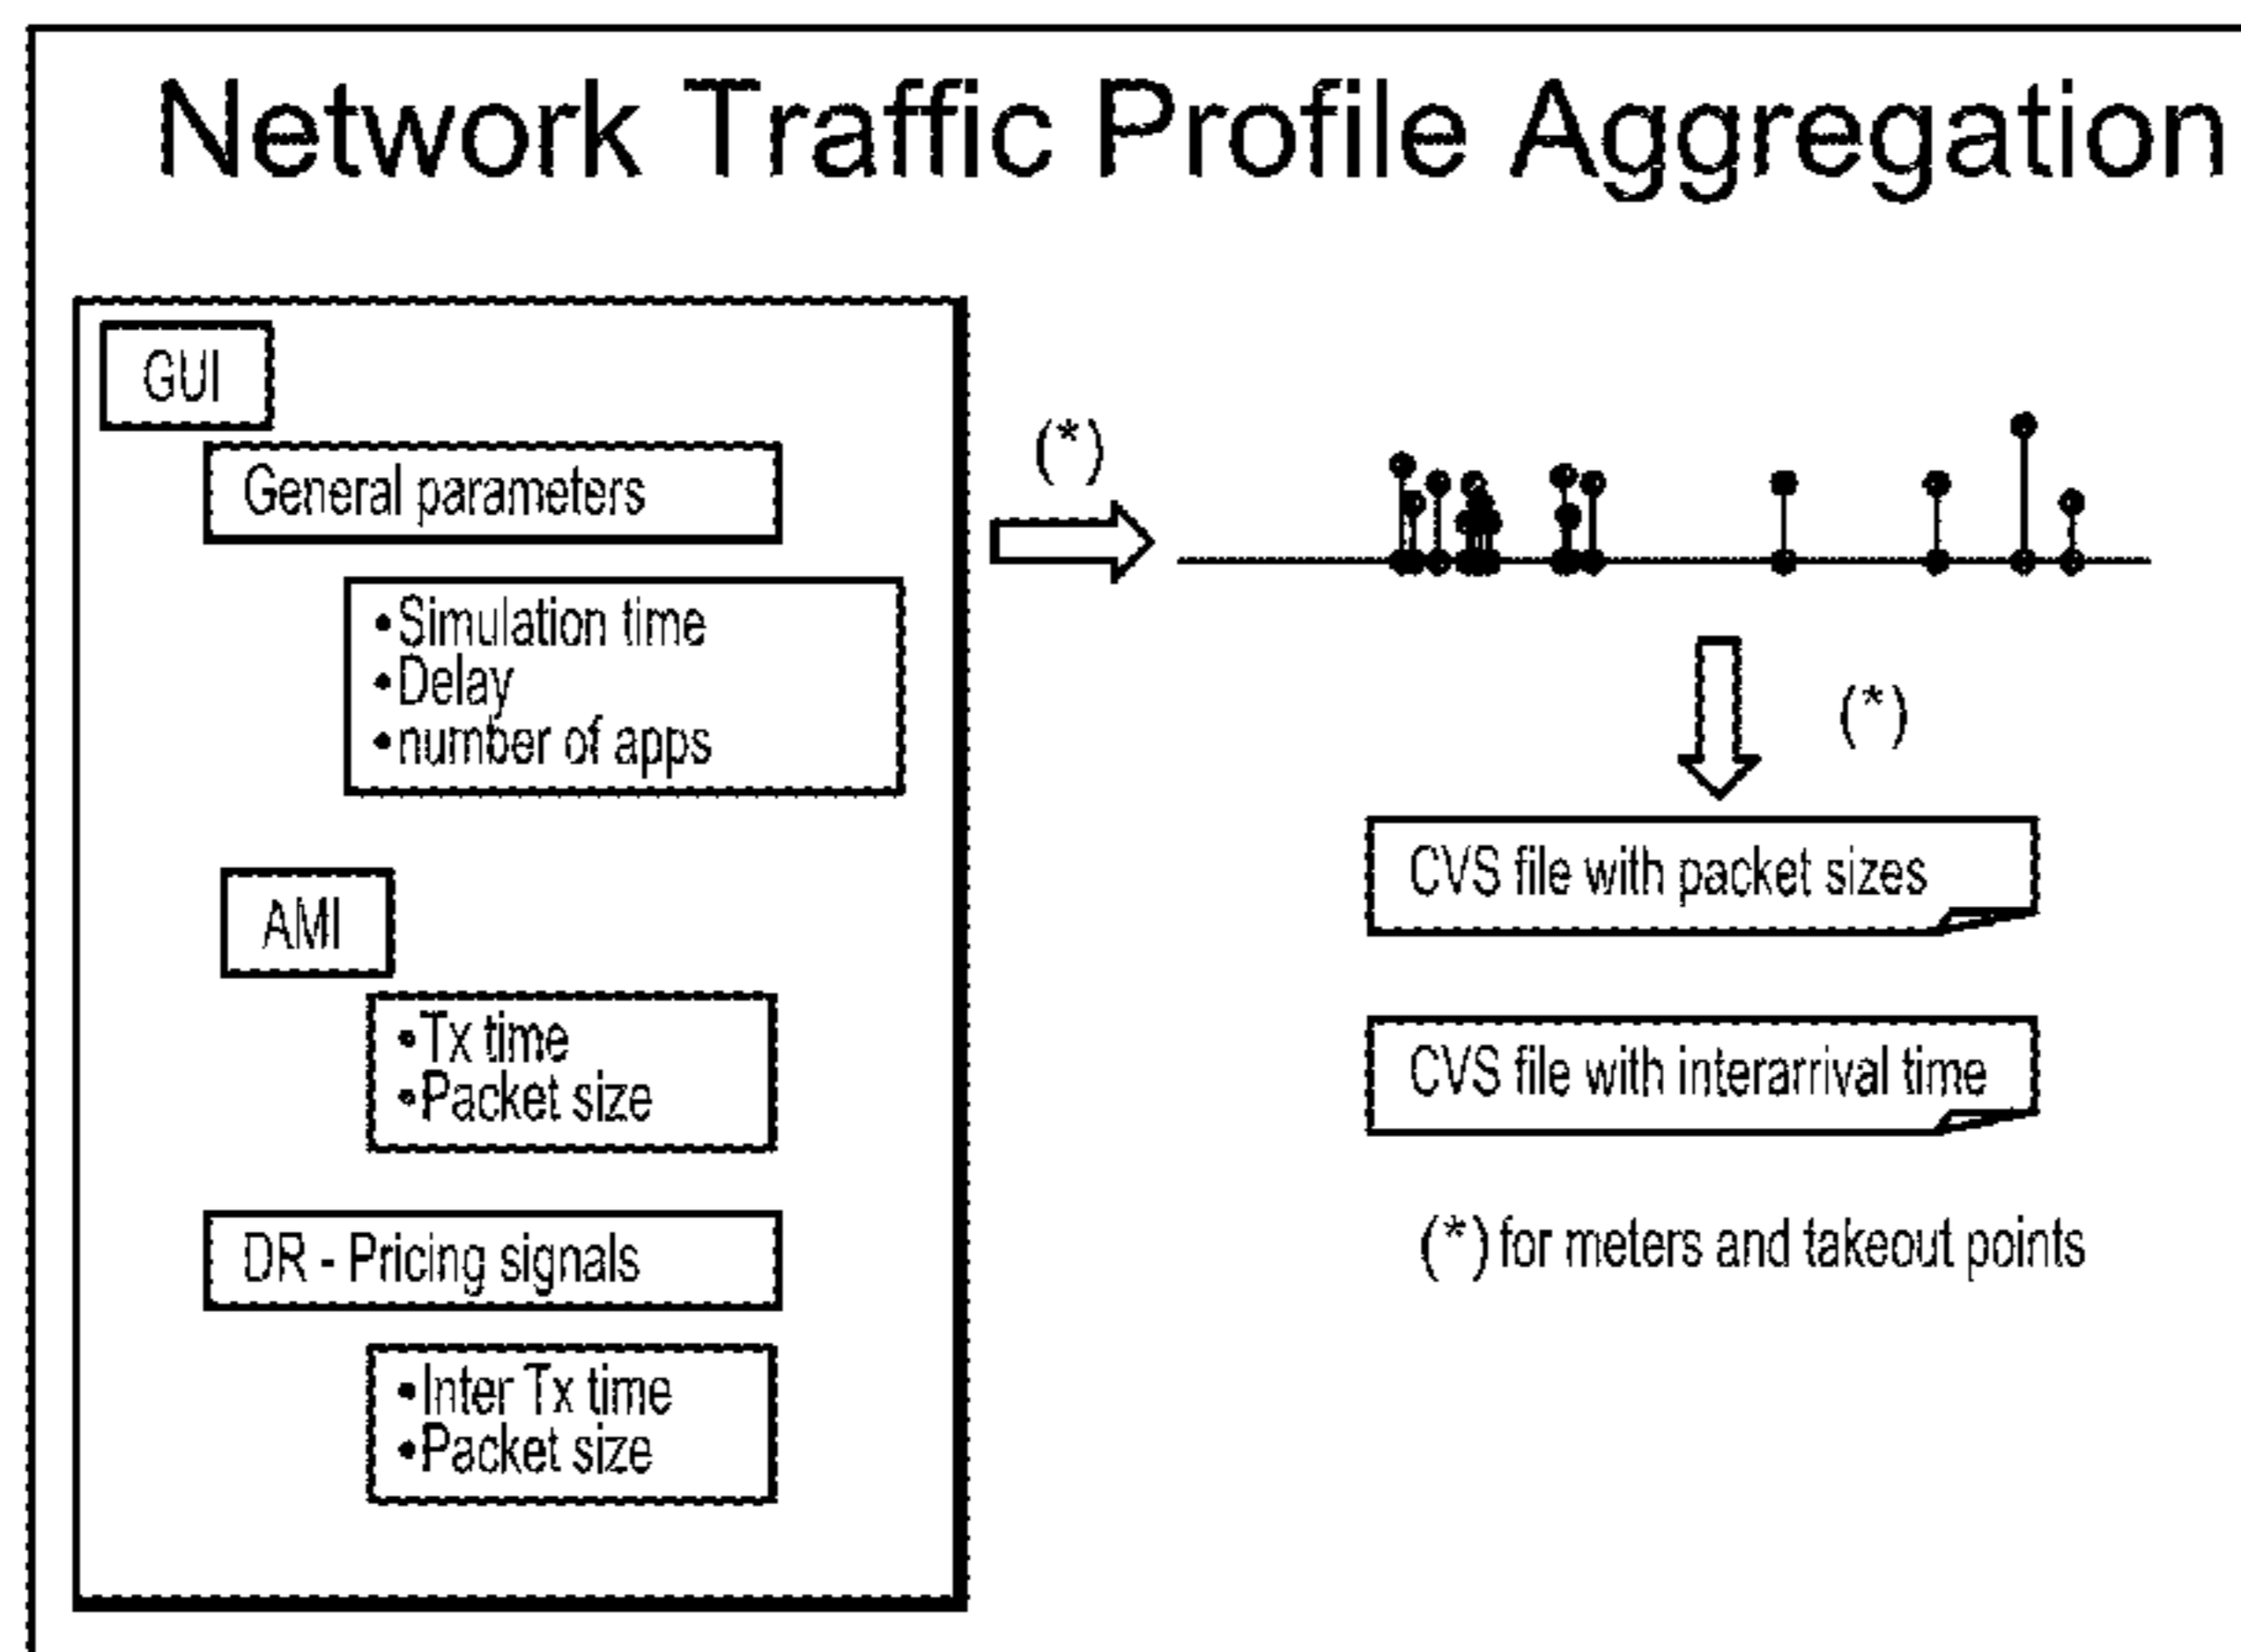 Network Traffic Profile Aggregation
GUI
General parameters
•Simulation time
•Delay
•number of apps
AMI
•Tx time
•Packet size
DR - Pricing signals
•Inter Tx time
•Packet size
(*)
(*)
CVS file with packet sizes
CVS file with interarrival time
(*) for meters and takeout points